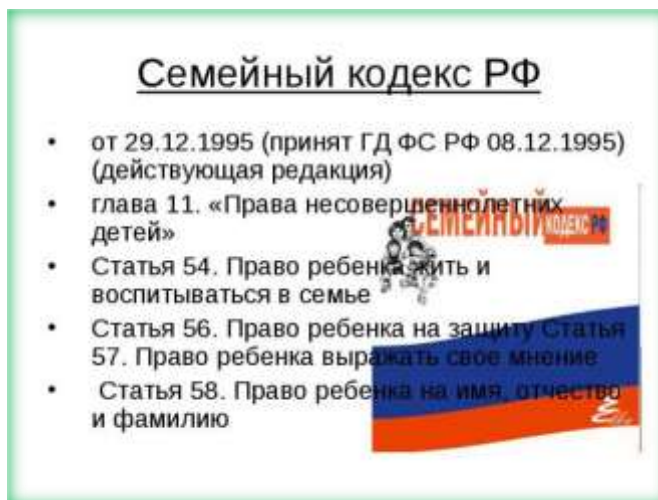 Семейный кодекс РФ
• от 29.12.1995 (принят ГД ФС РФ 08.12.1995)
(действующая редакция)
• глава 11. «Права несовершеннолетних
детей»
СЕМЕЙНЫЙ КОДЕКС РФ
• Статья 54. Право ребенка жить и
воспитываться в семье
• Статья 56. Право ребенка на защиту Статья
57. Право ребенка выражать свое мнение
• Статья 58. Право ребенка на имя, отчество
и фамилию